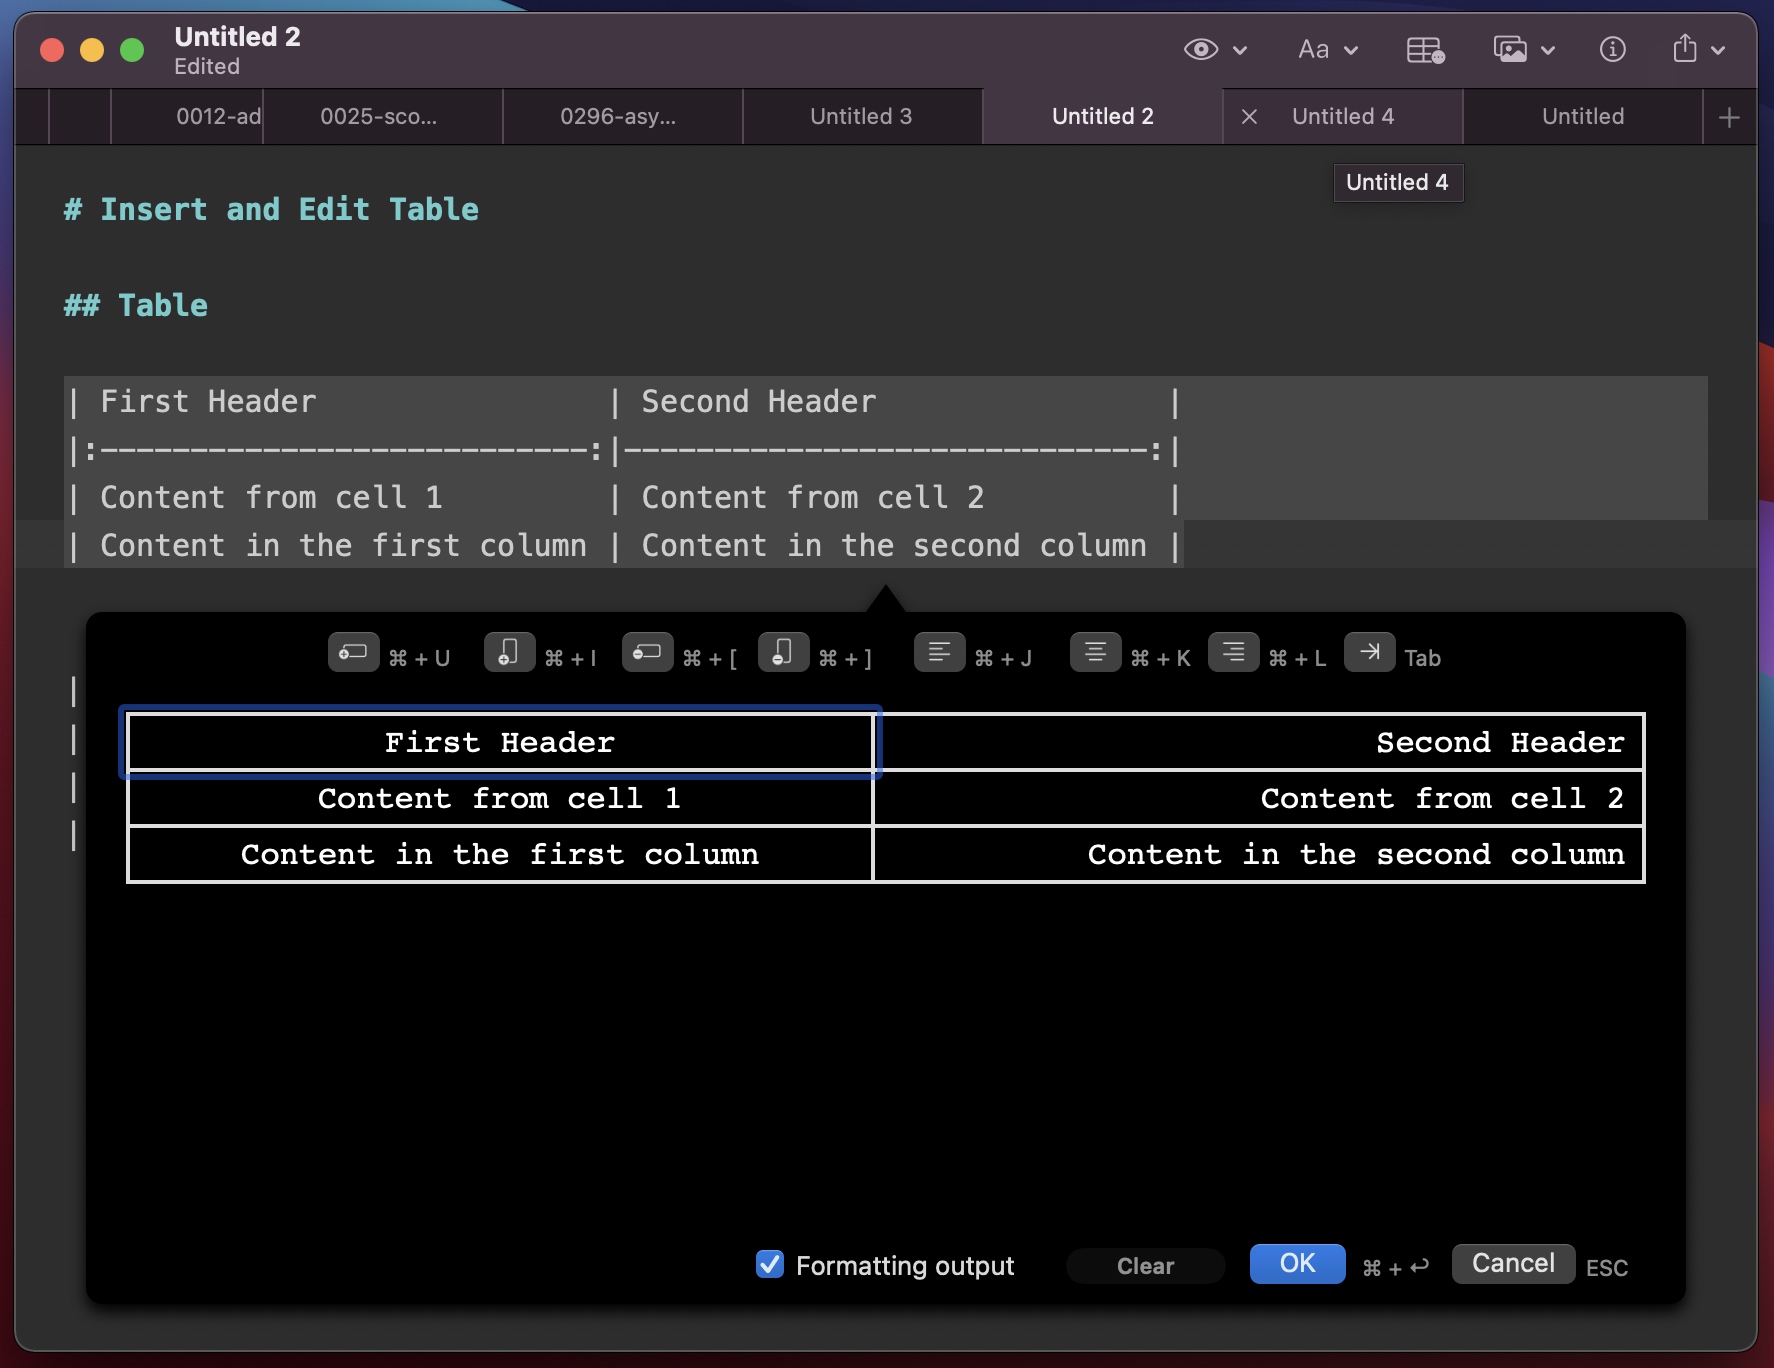 Untitled 2
Edited
Aa
0012-ad
0025-sco...
0296-asy...
Untitled 3
Untitled 2
Untitled 4
Untitled
Untitled 4
# Insert and Edit Table
## Table
| First Header | Second Header |
|:---------------------------:|-----------------------------:|
| Content from cell 1 | Content from cell 2 |
| Content in the first column | Content in the second column |
⌘ + U
⌘ + I
⌘ + [
⌘ + ]
⌘ + J
⌘ + K
⌘ + L
Tab
First Header
Second Header
Content from cell 1
Content from cell 2
Content in the first column
Content in the second column
Formatting output
Clear
OK
⌘ + ↩
Cancel
ESC